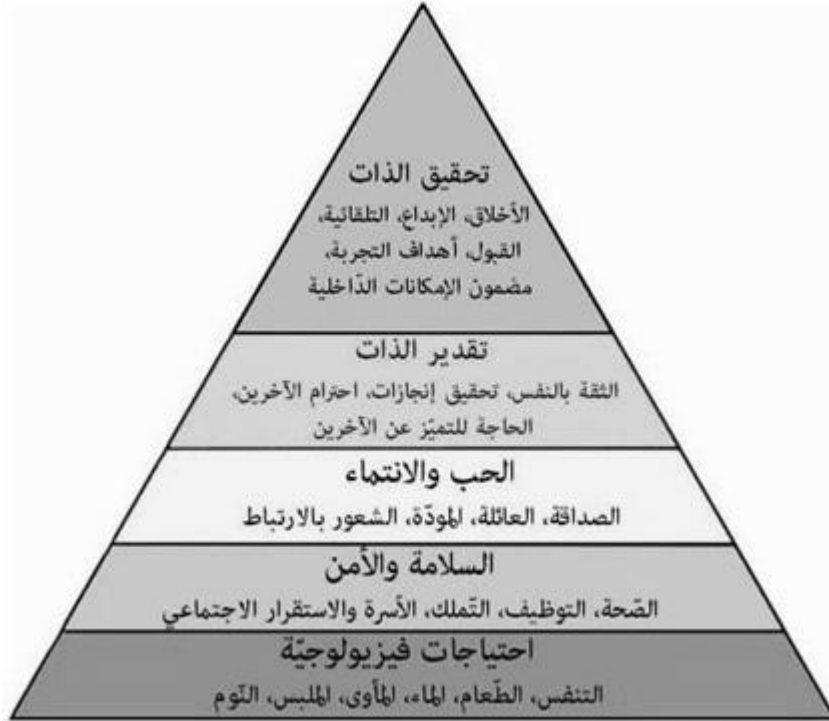 تحقيق الذات
الأخلاق، الإبداع، التلقائية،
القبول، أهداف التجربة،
مضمون الإمكانات الدّاخلية
تقدير الذات
الثقة بالنفس، تحقيق إنجازات، احترام الآخرين،
الحاجة للتميّز عن الآخرين
الحب والانتماء
الصداقة، العائلة، المودّة، الشعور بالارتباط
السلامة والأمن
الصّحة، التوظيف، التّملك، الأسرة والاستقرار الاجتماعي
احتياجات فيزيولوجيّة
التنفس، الطّعام، الماء، المأوى، الملبس، النّوم